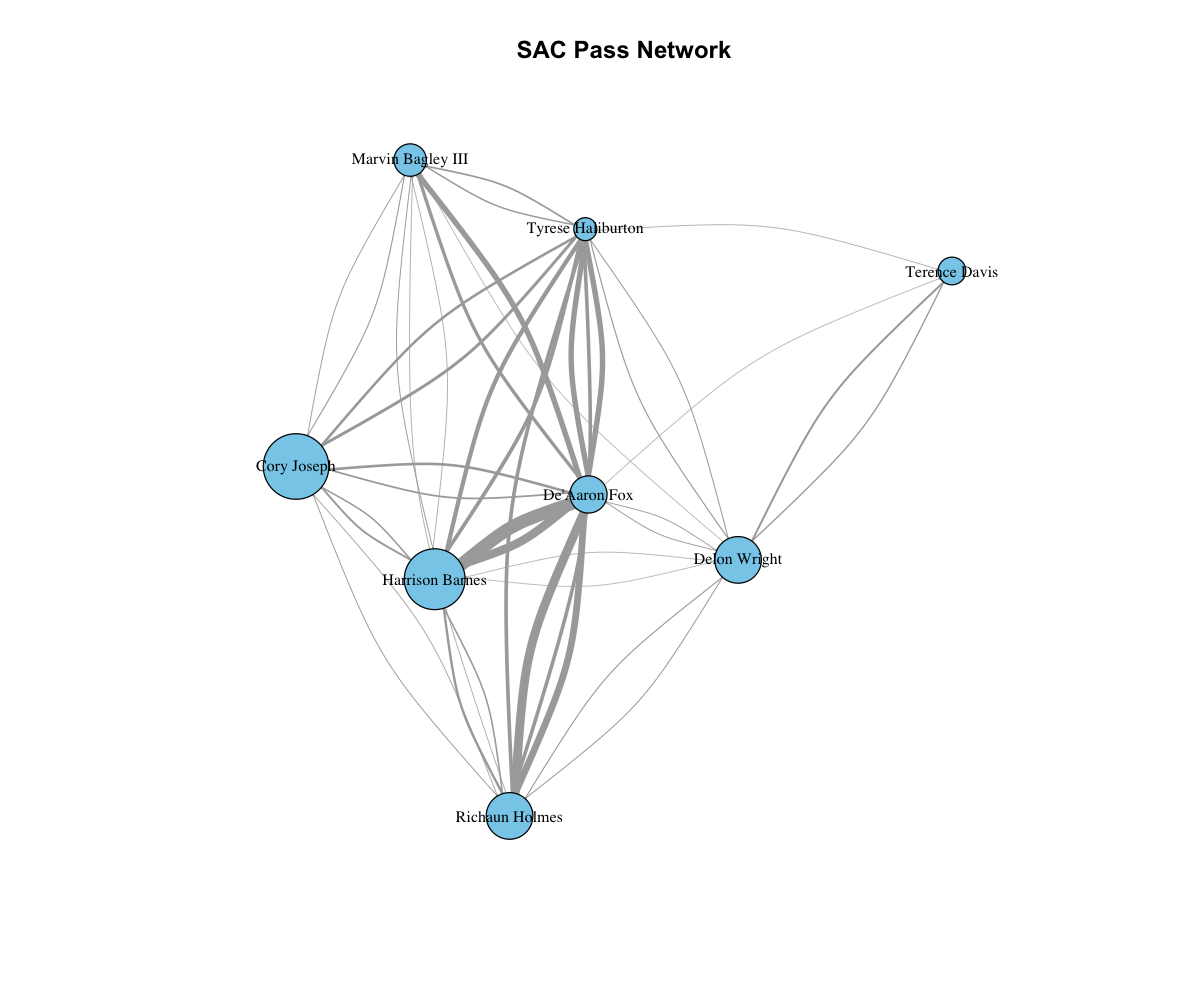 SAC Pass Network
Marvin Bagley III
Tyrese Haliburton
Terence Davis
Cory Joseph
De'Aaron Fox
Delon Wright
Harrison Barnes
Richaun Holmes